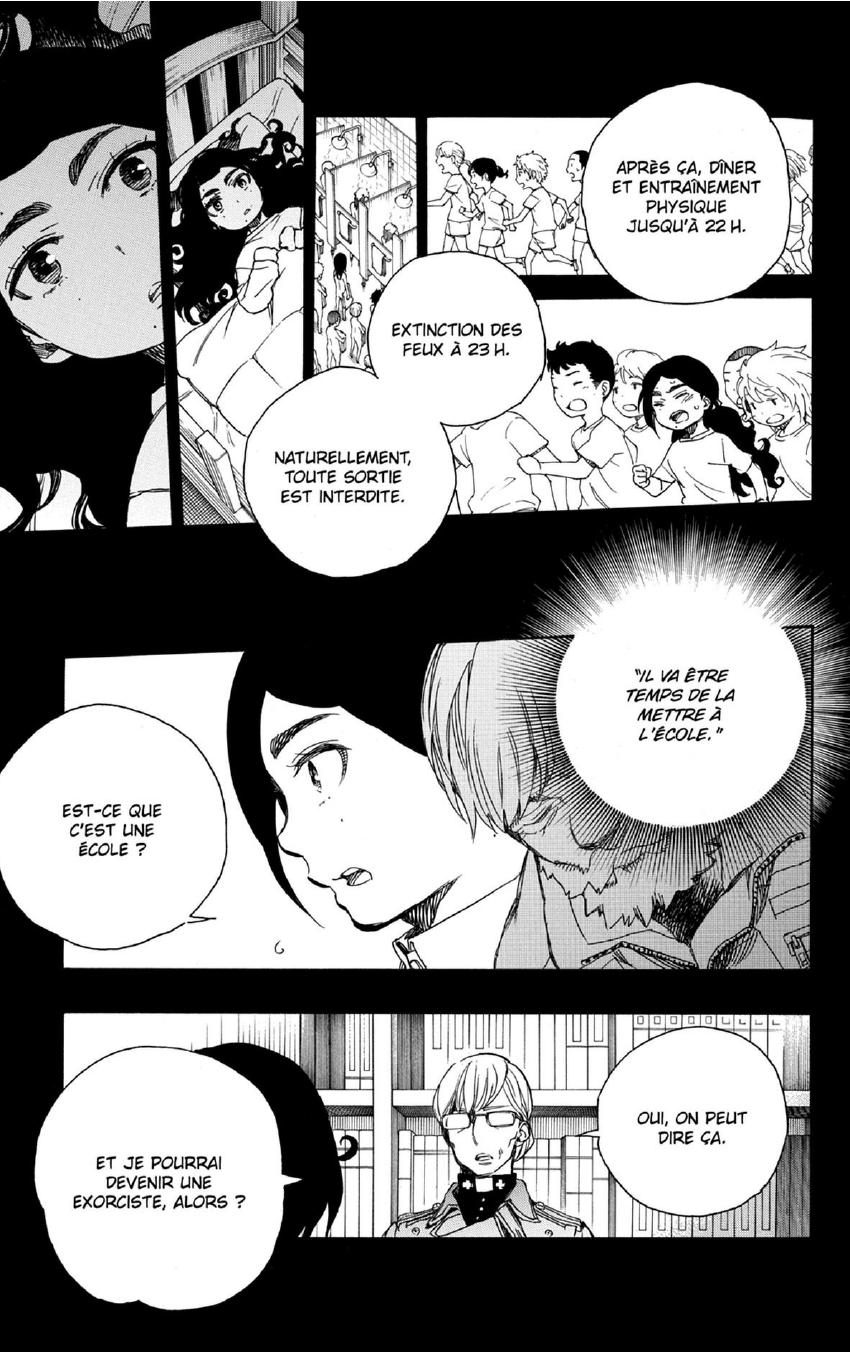 APRÈS ÇA, DÎNER
ET ENTRAÎNEMENT
PHYSIQUE
JUSQU'À 22 H.
EXTINCTION DES
FEUX À 23 H.
NATURELLEMENT,
TOUTE SORTIE
EST INTERDITE.
"IL VA ÊTRE
TEMPS DE LA
METTRE À
L'ÉCOLE."
EST-CE QUE
C'EST UNE
ÉCOLE ?
OUI, ON PEUT
DIRE ÇA.
ET JE POURRAI
DEVENIR UNE
EXORCISTE, ALORS ?